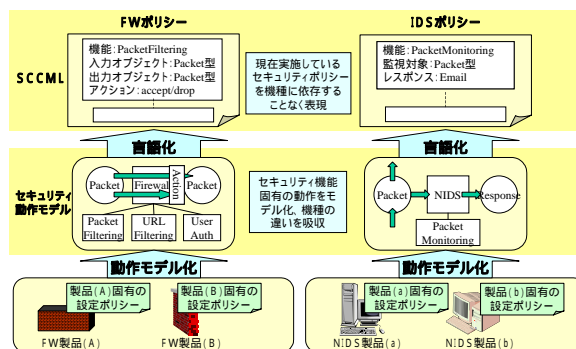 FWポリシー
IDSポリシー
SCCML
機能:PacketFiltering
入力オブジェクト:Packet型
出力オブジェクト:Packet型
アクション:accept/drop
現在実施している
セキュリティポリシー
を機種に依存する
ことなく表現
機能:PacketMonitoring
監視対象:Packet型
レスポンス:Email
言語化
言語化
セキュリティ
動作モデル
Packet
Firewal
Action
Packet
Packet
Filtering
URL
Filtering
User
Auth
セキュリティ機能
固有の動作をモ
デル化、機種の
違いを吸収
Packet
NIDS
Response
Packet
Monitoring
動作モデル化
動作モデル化
製品(A)固有の
設定ポリシー
製品(B)固有の
設定ポリシー
製品(a)固有の
設定ポリシー
製品(b)固有の
設定ポリシー
FW製品(A)
FW製品(B)
NIDS製品(a)
NIDS製品(b)